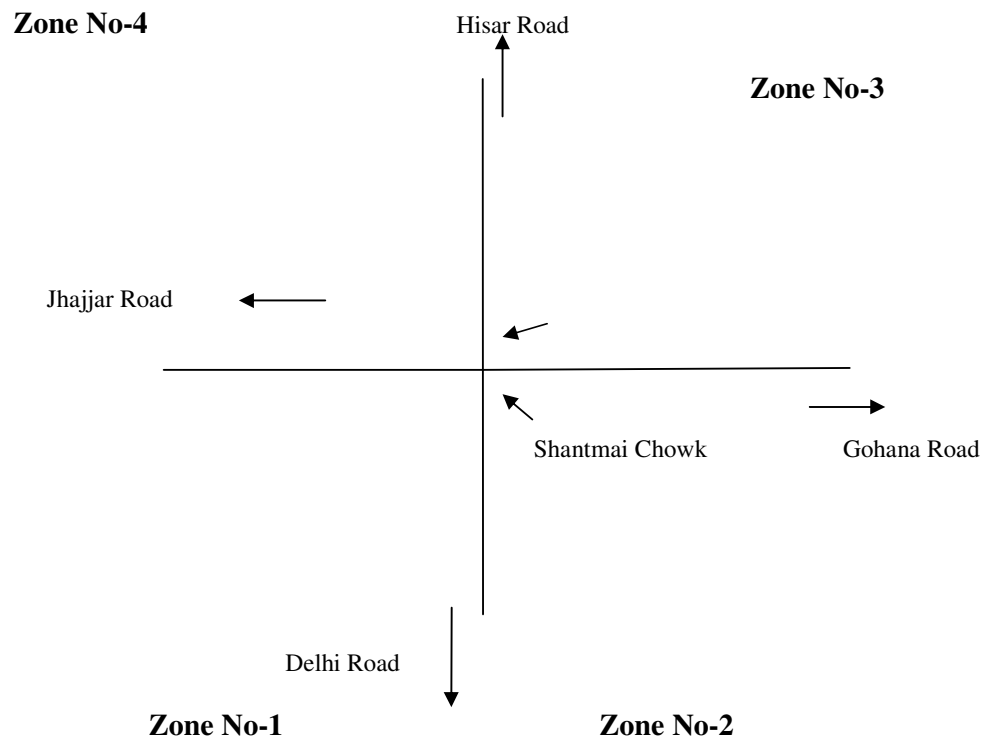 Zone No-4
Hisar Road
Zone No-3
Jhajjar Road
Shantmai Chowk
Gohana Road
Delhi Road
Zone No-1
Zone No-2